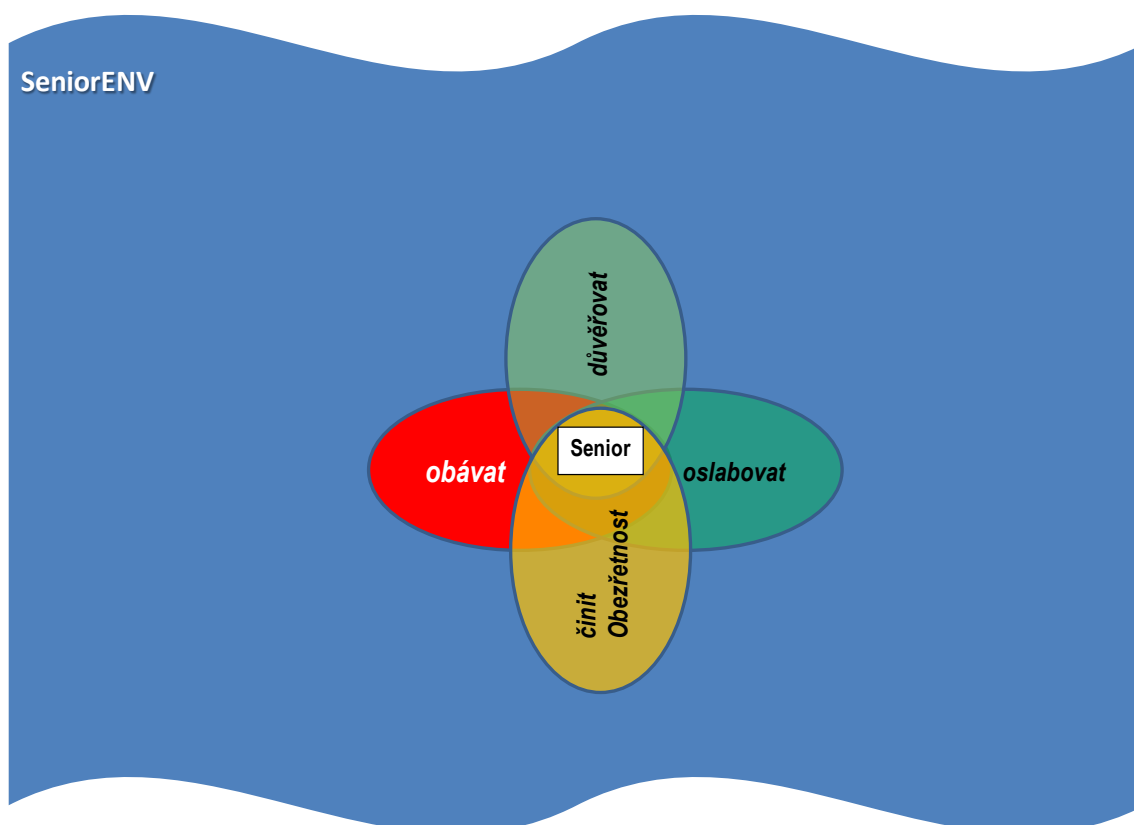 SeniorENV
důvěřovat
Senior
obávat
oslabovat
činit
Obezřetnost